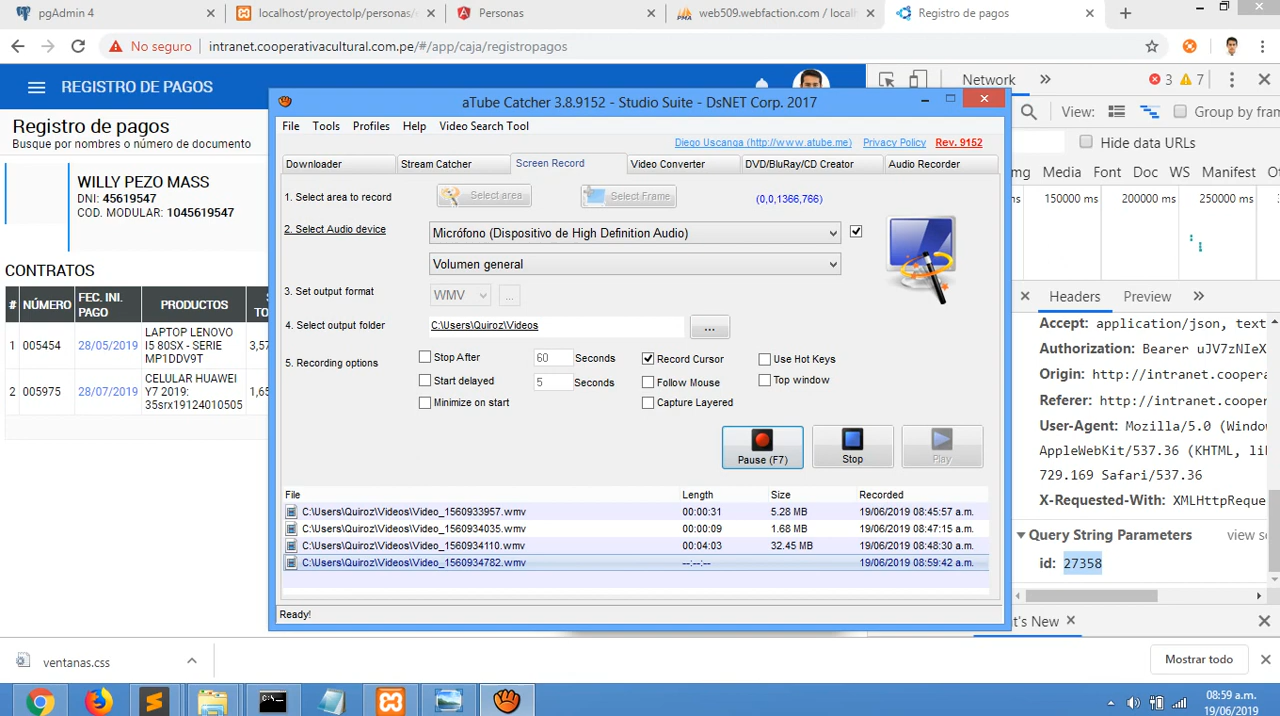 pgAdmin 4
localhost/proyectolp/personas/
Personas
web509.webfaction.com / local
Registro de pagos
No seguro
intranet.cooperativacultural.com.pe/#/app/caja/registropagos
REGISTRO DE PAGOS
Network
3
7
Registro de pagos
Busque por nombres o número de documento
View:
Group by fram
Hide data URLs
mg Media Font Doc WS Manifest Ot
150000 ms 200000 ms 250000 ms
WILLY PEZO MASS
DNI: 45619547
COD. MODULAR: 1045619547
CONTRATOS
# NÚMERO FEC. INI. PAGO PRODUCTOS S TO
1 005454 28/05/2019 LAPTOP LENOVO I5 80SX - SERIE MP1DDV9T 3,57
2 005975 28/07/2019 CELULAR HUAWEI Y7 2019: 35srx19124010505 1,65
aTube Catcher 3.8.9152 - Studio Suite - DsNET Corp. 2017
File Tools Profiles Help Video Search Tool
Diego Uscanga (http://www.atube.me) Privacy Policy Rev. 9152
Downloader Stream Catcher Screen Record Video Converter DVD/BluRay/CD Creator Audio Recorder
1. Select area to record Select area Select Frame (0,0,1366,766)
2. Select Audio device Micrófono (Dispositivo de High Definition Audio)
Volumen general
3. Set output format WMV ...
4. Select output folder C:\Users\Quiroz\Videos ...
5. Recording options
Stop After 60 Seconds Record Cursor Use Hot Keys
Start delayed 5 Seconds Follow Mouse Top window
Minimize on start Capture Layered
Pause (F7) Stop Play
File Length Size Recorded
C:\Users\Quiroz\Videos\Video_1560933957.wmv 00:00:31 5.28 MB 19/06/2019 08:45:57 a.m.
C:\Users\Quiroz\Videos\Video_1560934035.wmv 00:00:09 1.68 MB 19/06/2019 08:47:15 a.m.
C:\Users\Quiroz\Videos\Video_1560934110.wmv 00:04:03 32.45 MB 19/06/2019 08:48:30 a.m.
C:\Users\Quiroz\Videos\Video_1560934782.wmv --:--:-- 19/06/2019 08:59:42 a.m.
Ready!
Headers Preview
Accept: application/json, text
Authorization: Bearer uJV7zNIeX
Origin: http://intranet.cooper
Referer: http://intranet.cooper
User-Agent: Mozilla/5.0 (Window
AppleWebKit/537.36 (KHTML, lik
729.169 Safari/537.36
X-Requested-With: XMLHttpReque
Query String Parameters view so
id: 27358
t's New
ventanas.css
Mostrar todo
08:59 a.m.
19/06/2019